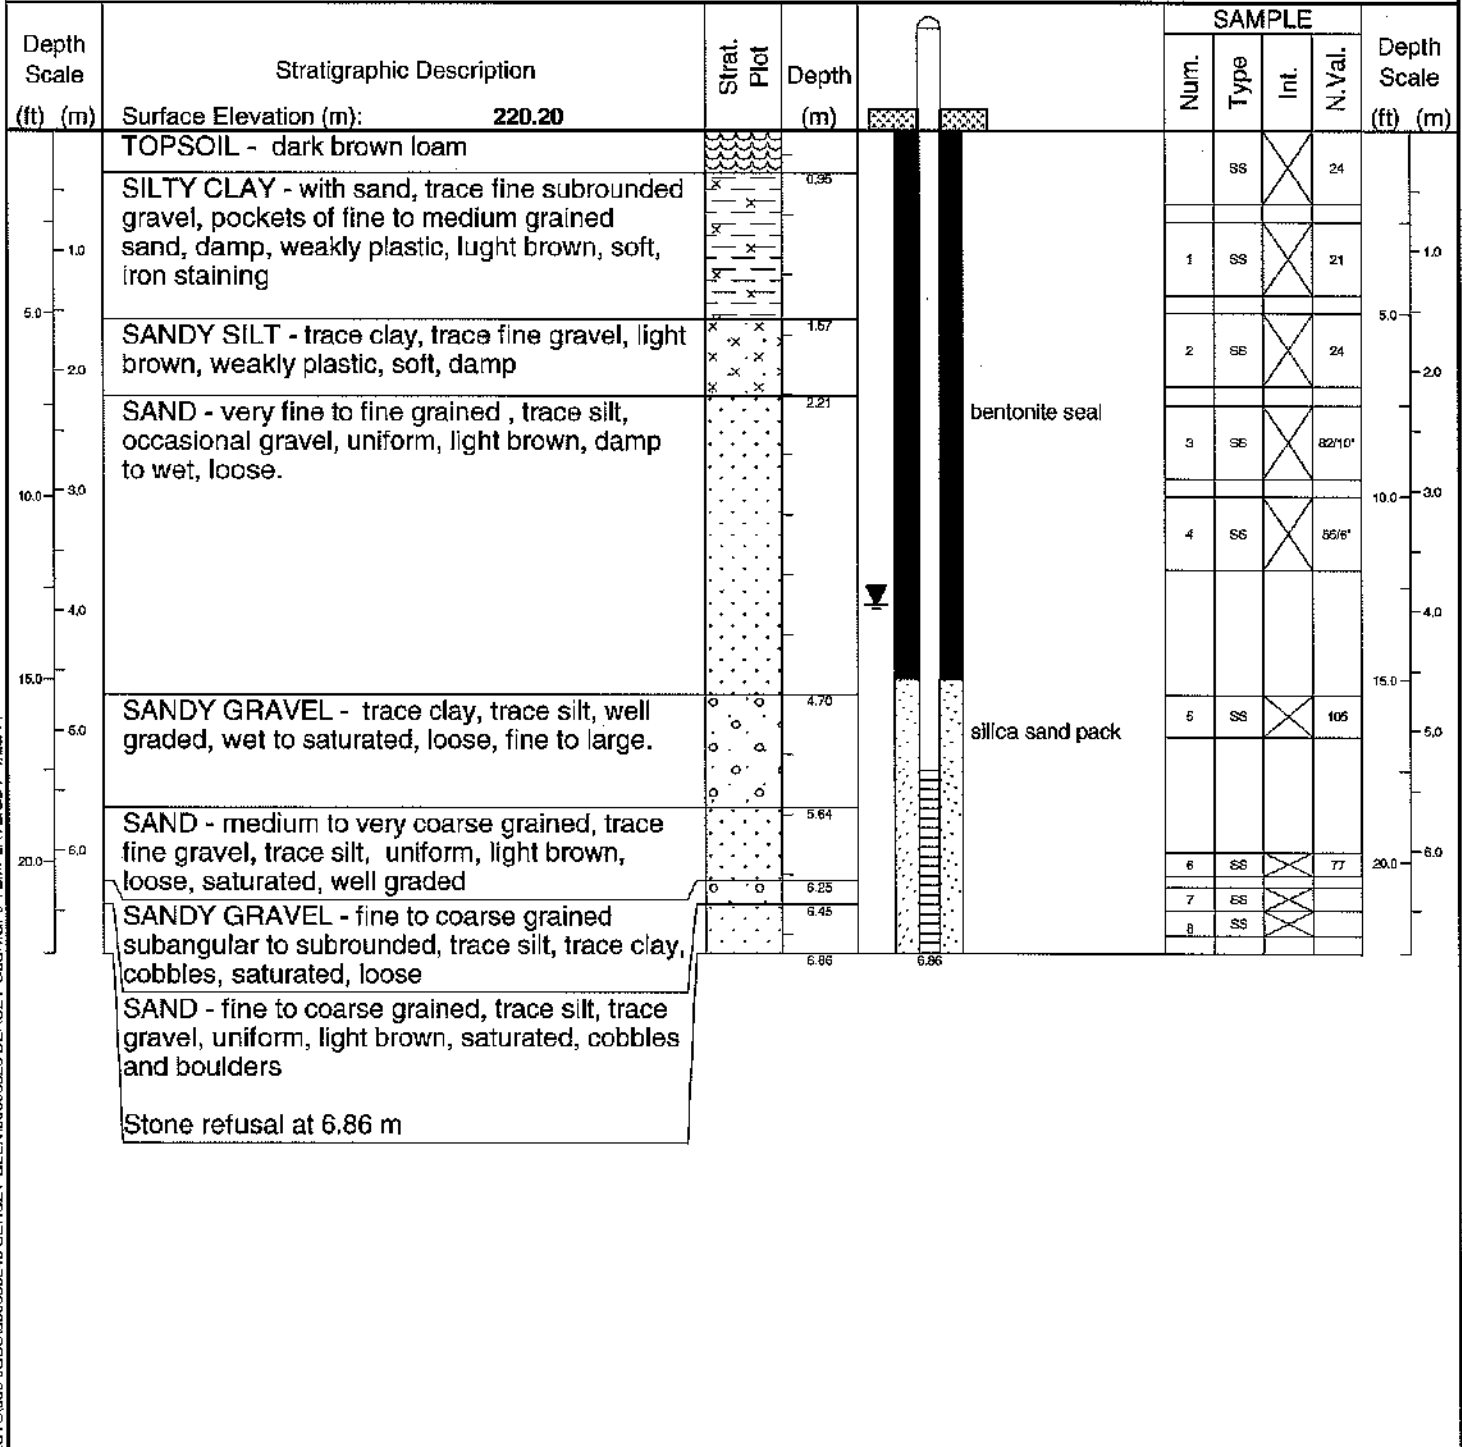 SAMPLE
Depth Scale
(ft) (m)
Stratigraphic Description
Surface Elevation (m): 220.20
Strat. Plot
Depth (m)
Num.
Type
Int.
N.Val.
Depth Scale
(ft) (m)
TOPSOIL - dark brown loam
SILTY CLAY - with sand, trace fine subrounded
gravel, pockets of fine to medium grained
sand, damp, weakly plastic, lught brown, soft,
iron staining
SANDY SILT - trace clay, trace fine gravel, light
brown, weakly plastic, soft, damp
SAND - very fine to fine grained , trace silt,
occasional gravel, uniform, light brown, damp
to wet, loose.
SANDY GRAVEL - trace clay, trace silt, well
graded, wet to saturated, loose, fine to large.
SAND - medium to very coarse grained, trace
fine gravel, trace silt, uniform, light brown,
loose, saturated, well graded
SANDY GRAVEL - fine to coarse grained
subangular to subrounded, trace silt, trace clay,
cobbles, saturated, loose
SAND - fine to coarse grained, trace silt, trace
gravel, uniform, light brown, saturated, cobbles
and boulders
Stone refusal at 6.86 m
1.0
5.0
2.0
10.0
3.0
4.0
15.0
5.0
20.0
6.0
2.21
4.70
5.64
6.25
6.45
6.86
6.86
bentonite seal
silica sand pack
SS 24
1 SS 21
2 SS 24
3 SS 82/10"
4 SS
5 SS 105
6 SS 77
7 SS
8 SS
1.0
5.0
2.0
10.0
3.0
4.0
15.0
5.0
20.0
6.0